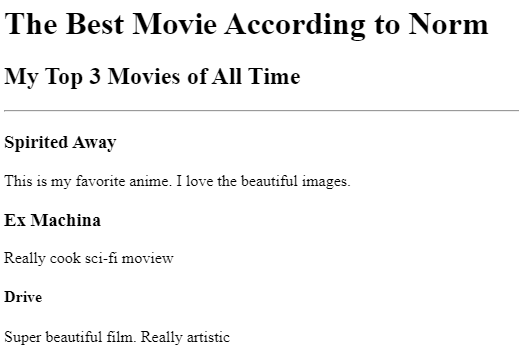 The Best Movie According to Norm
My Top 3 Movies of All Time
Spirited Away
This is my favorite anime. I love the beautiful images.
Ex Machina
Really cook sci-fi moview
Drive
Super beautiful film. Really artistic